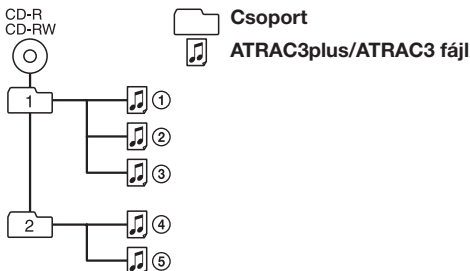 CD-R
CD-RW
Csoport
ATRAC3plus/ATRAC3 fájl
1
①
②
③
2
④
⑤